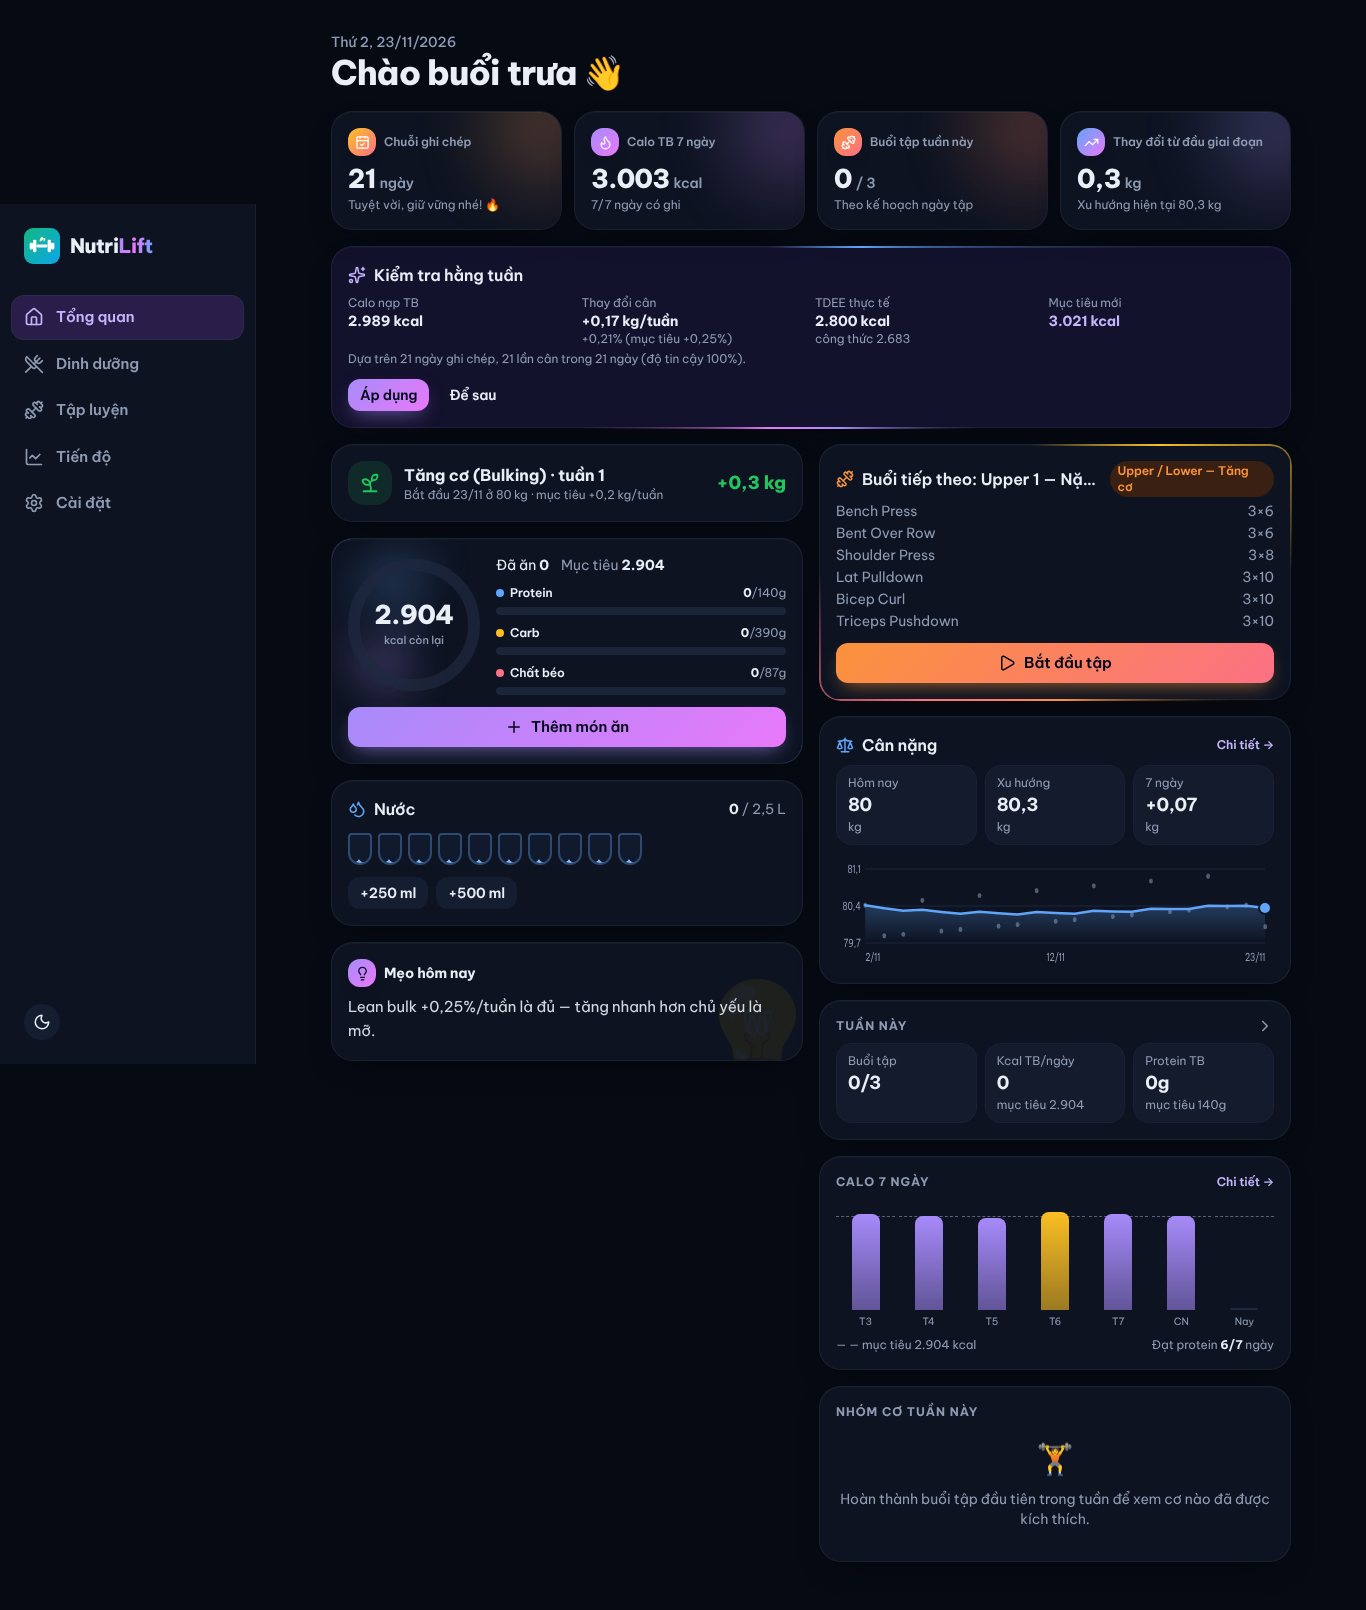 Thứ 2, 23/11/2026
Chào buổi trưa 👋
Chuỗi ghi chép
21 ngày
Tuyệt vời, giữ vững nhé! 🔥
Calo TB 7 ngày
3.003 kcal
7/7 ngày có ghi
Buổi tập tuần này
0 / 3
Theo kế hoạch ngày tập
Thay đổi từ đầu giai đoạn
0,3 kg
Xu hướng hiện tại 80,3 kg
NutriLift
Tổng quan
Dinh dưỡng
Tập luyện
Tiến độ
Cài đặt
Kiểm tra hằng tuần
Calo nạp TB
2.989 kcal
Thay đổi cân
+0,17 kg/tuần
+0,21% (mục tiêu +0,25%)
TDEE thực tế
2.800 kcal
công thức 2.683
Mục tiêu mới
3.021 kcal
Dựa trên 21 ngày ghi chép, 21 lần cân trong 21 ngày (độ tin cậy 100%).
Áp dụng
Để sau
Tăng cơ (Bulking) · tuần 1
Bắt đầu 23/11 ở 80 kg · mục tiêu +0,2 kg/tuần
+0,3 kg
2.904
kcal còn lại
Đã ăn 0 Mục tiêu 2.904
Protein 0/140g
Carb 0/390g
Chất béo 0/87g
Thêm món ăn
Nước
0 / 2,5 L
+250 ml
+500 ml
Mẹo hôm nay
Lean bulk +0,25%/tuần là đủ — tăng nhanh hơn chủ yếu là
mỡ.
Buổi tiếp theo: Upper 1 — Nặ...
Upper / Lower — Tăng
cơ
Bench Press 3×6
Bent Over Row 3×6
Shoulder Press 3×8
Lat Pulldown 3×10
Bicep Curl 3×10
Triceps Pushdown 3×10
Bắt đầu tập
Cân nặng
Chi tiết →
Hôm nay
80
kg
Xu hướng
80,3
kg
7 ngày
+0,07
kg
81,1
80,4
79,7
2/11
12/11
23/11
TUẦN NÀY
Buổi tập
0/3
Kcal TB/ngày
0
mục tiêu 2.904
Protein TB
0g
mục tiêu 140g
CALO 7 NGÀY
Chi tiết →
T3
T4
T5
T6
T7
CN
Nay
— — mục tiêu 2.904 kcal
Đạt protein 6/7 ngày
NHÓM CƠ TUẦN NÀY
Hoàn thành buổi tập đầu tiên trong tuần để xem cơ nào đã được
kích thích.